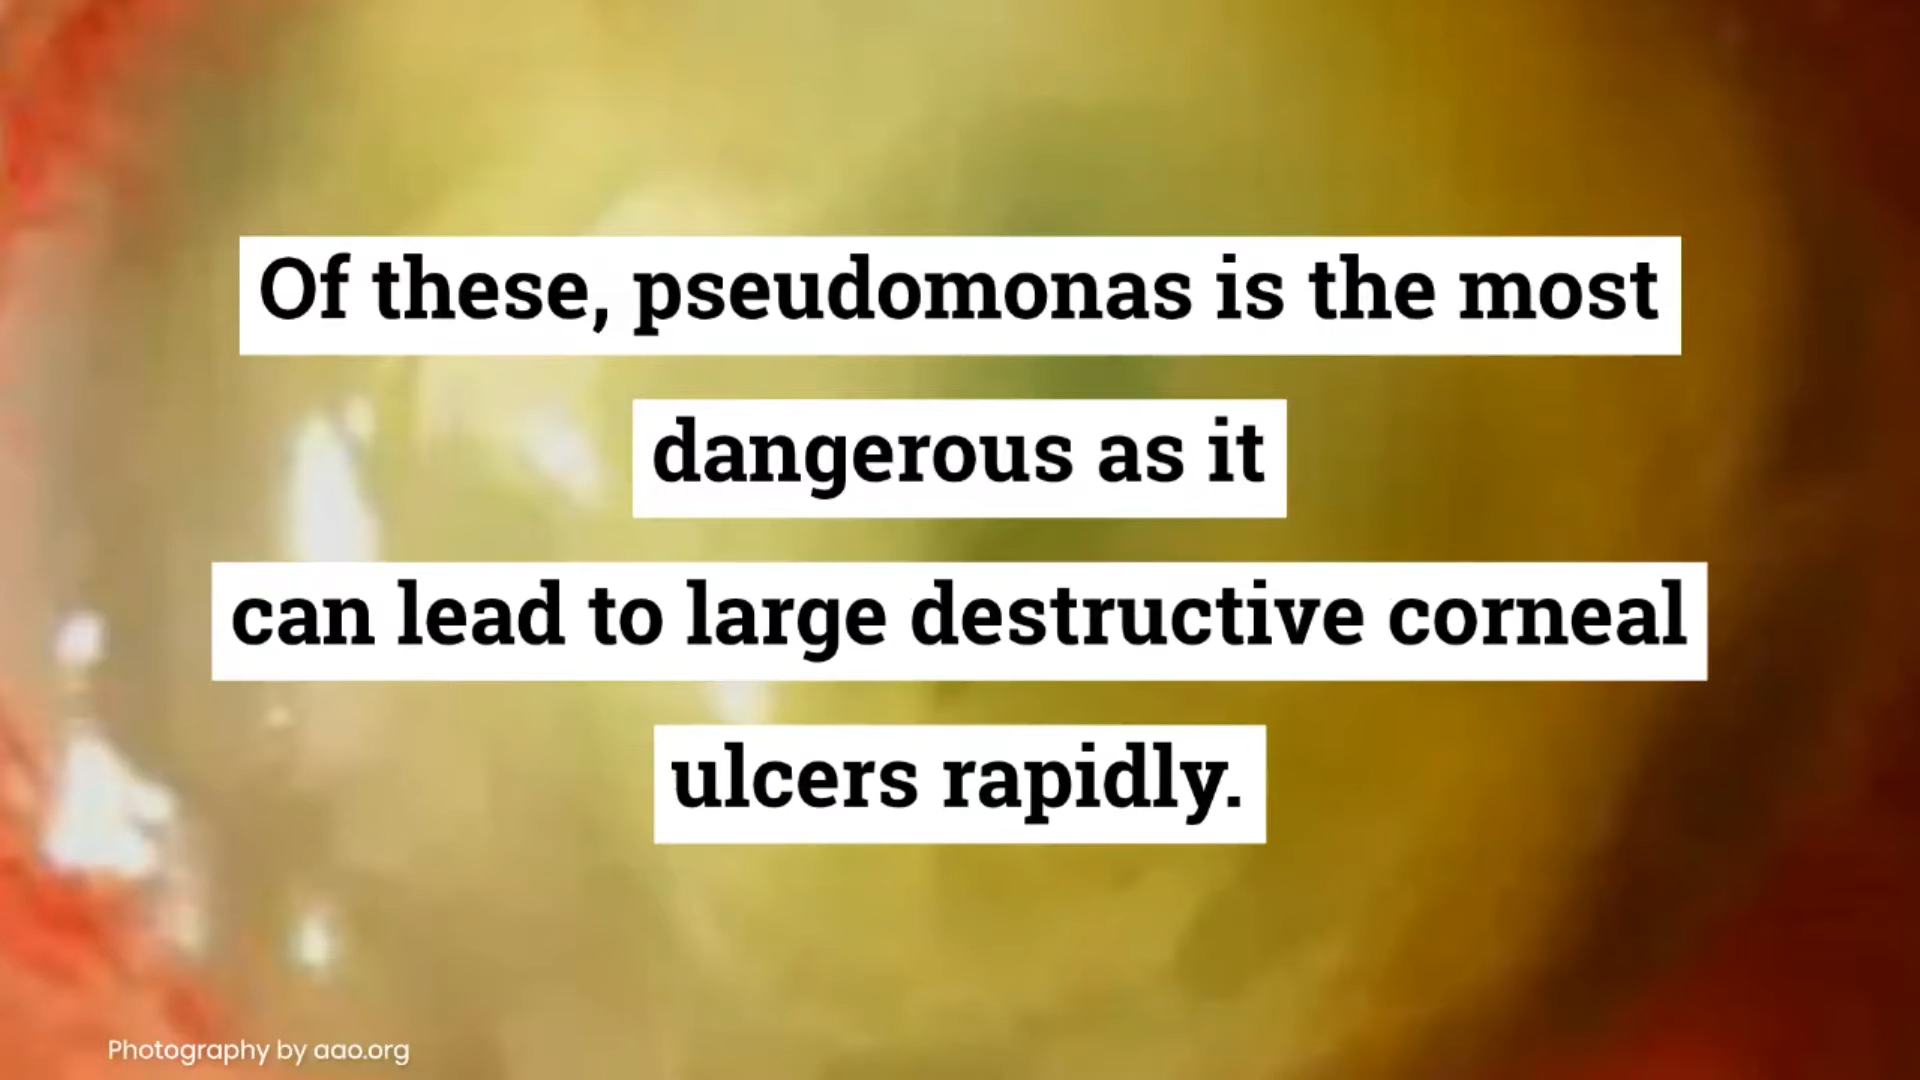 Of these, pseudomonas is the most
dangerous as it
can lead to large destructive corneal
ulcers rapidly.
Photography by aao.org